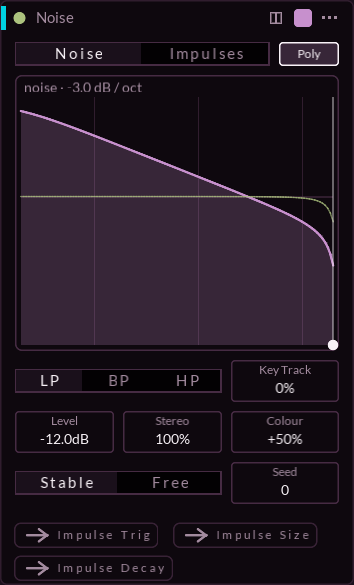 Noise
Noise Impulses Poly
noise · -3.0 dB / oct
LP BP HP
Key Track
0%
Level Stereo Colour
-12.0dB 100% +50%
Stable Free
Seed
0
Impulse Trig Impulse Size
Impulse Decay